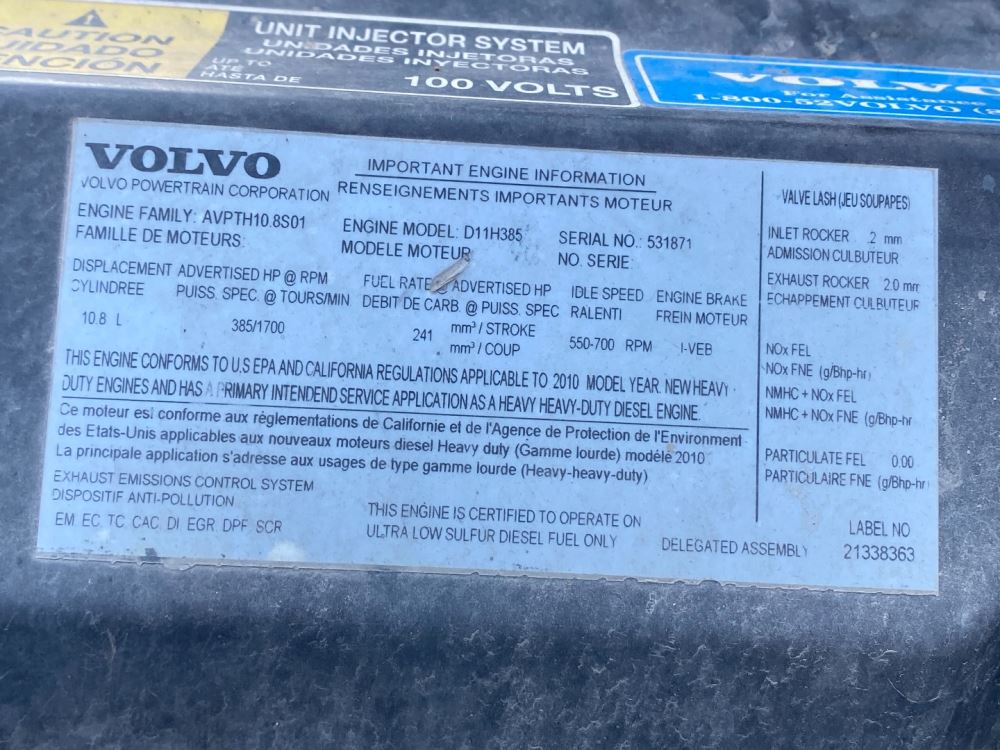 CAUTION
CUIDADO
UNIT INJECTOR SYSTEM
UNIDADES INJETORAS
UNIDADES INYECTORAS
UP TO
ATE
HASTA DE
100 VOLTS
VOLVO
For Assistance
1-800-52VOLVO
VOLVO
VOLVO POWERTRAIN CORPORATION
IMPORTANT ENGINE INFORMATION
RENSEIGNEMENTS IMPORTANTS MOTEUR
ENGINE FAMILY: AVPTH10.8S01
FAMILLE DE MOTEURS:
ENGINE MODEL: D11H385
MODELE MOTEUR
SERIAL NO.: 531871
NO. SERIE:
DISPLACEMENT
CYLINDREE
10.8 L
ADVERTISED HP @ RPM
PUISS. SPEC. @ TOURS/MIN
385/1700
FUEL RATE @ ADVERTISED HP
DEBIT DE CARB. @ PUISS. SPEC
241 mm³ / STROKE
mm³ / COUP
IDLE SPEED
RALENTI
550-700 RPM
ENGINE BRAKE
FREIN MOTEUR
I-VEB
THIS ENGINE CONFORMS TO U.S EPA AND CALIFORNIA REGULATIONS APPLICABLE TO 2010 MODEL YEAR. NEW HEAVY
DUTY ENGINES AND HAS A PRIMARY INTENDEND SERVICE APPLICATION AS A HEAVY HEAVY-DUTY DIESEL ENGINE.
Ce moteur est conforme aux règlementations de Californie et de l'Agence de Protection de l'Environment
des Etats-Unis applicables aux nouveaux moteurs diesel Heavy duty (Gamme lourde) modéle 2010
La principale application s'adresse aux usages de type gamme lourde (Heavy-heavy-duty)
EXHAUST EMISSIONS CONTROL SYSTEM
DISPOSITIF ANTI-POLLUTION
EM EC TC CAC DI EGR DPF SCR
THIS ENGINE IS CERTIFIED TO OPERATE ON
ULTRA LOW SULFUR DIESEL FUEL ONLY
DELEGATED ASSEMBLY
VALVE LASH (JEU SOUPAPES)
INLET ROCKER .2 mm
ADMISSION CULBUTEUR
EXHAUST ROCKER 2.0 mm
ECHAPPEMENT CULBUTEUR
NOx FEL
NOx FNE (g/Bhp-hr)
NMHC + NOx FEL
NMHC + NOx FNE (g/Bhp-hr
PARTICULATE FEL 0.00
PARTICULAIRE FNE (g/Bhp-hr
LABEL NO
21338363